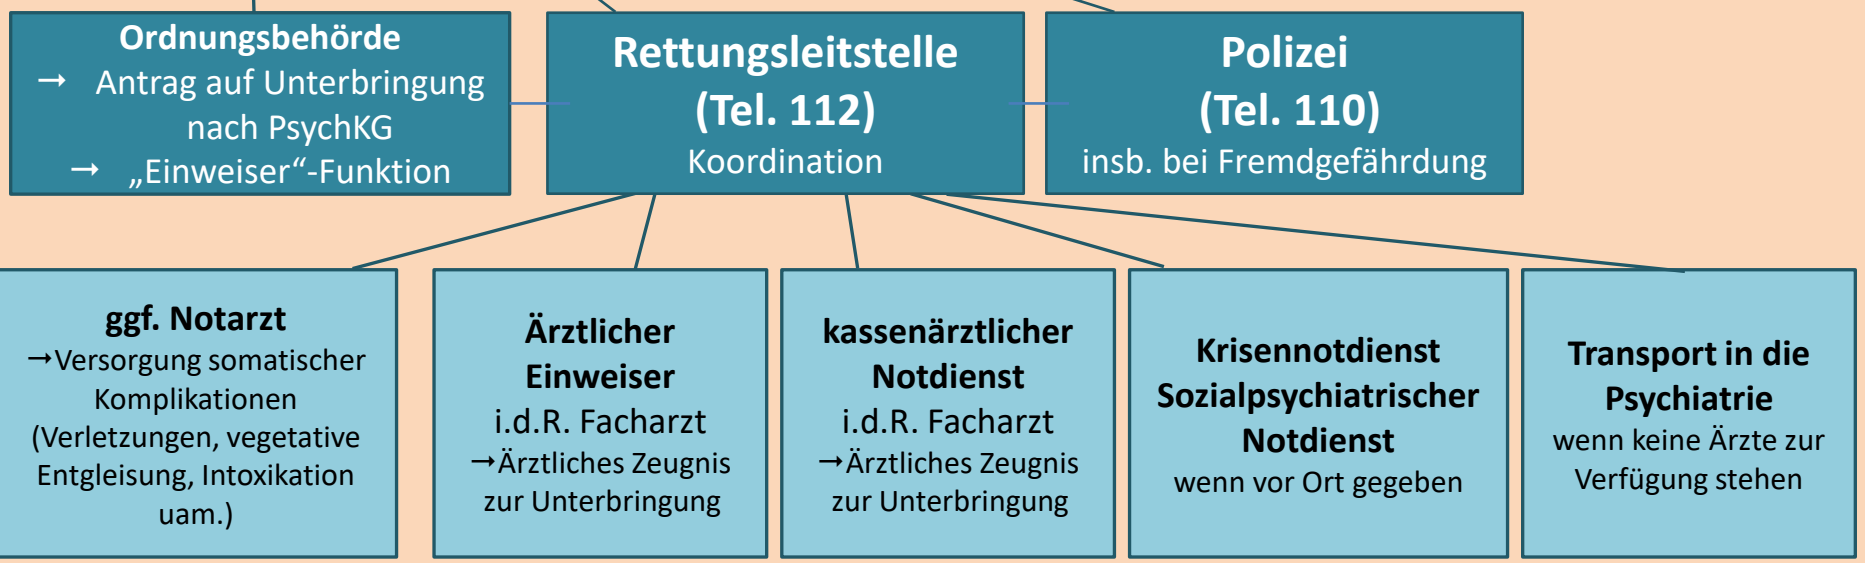 Ordnungsbehörde
→ Antrag auf Unterbringung
nach PsychKG
→ „Einweiser“-Funktion
Rettungsleitstelle
(Tel. 112)
Koordination
Polizei
(Tel. 110)
insb. bei Fremdgefährdung
ggf. Notarzt
→Versorgung somatischer
Komplikationen
(Verletzungen, vegetative
Entgleisung, Intoxikation
uam.)
Ärztlicher
Einweiser
i.d.R. Facharzt
→Ärztliches Zeugnis
zur Unterbringung
kassenärztlicher
Notdienst
i.d.R. Facharzt
→Ärztliches Zeugnis
zur Unterbringung
Krisennotdienst
Sozialpsychiatrischer
Notdienst
wenn vor Ort gegeben
Transport in die
Psychiatrie
wenn keine Ärzte zur
Verfügung stehen